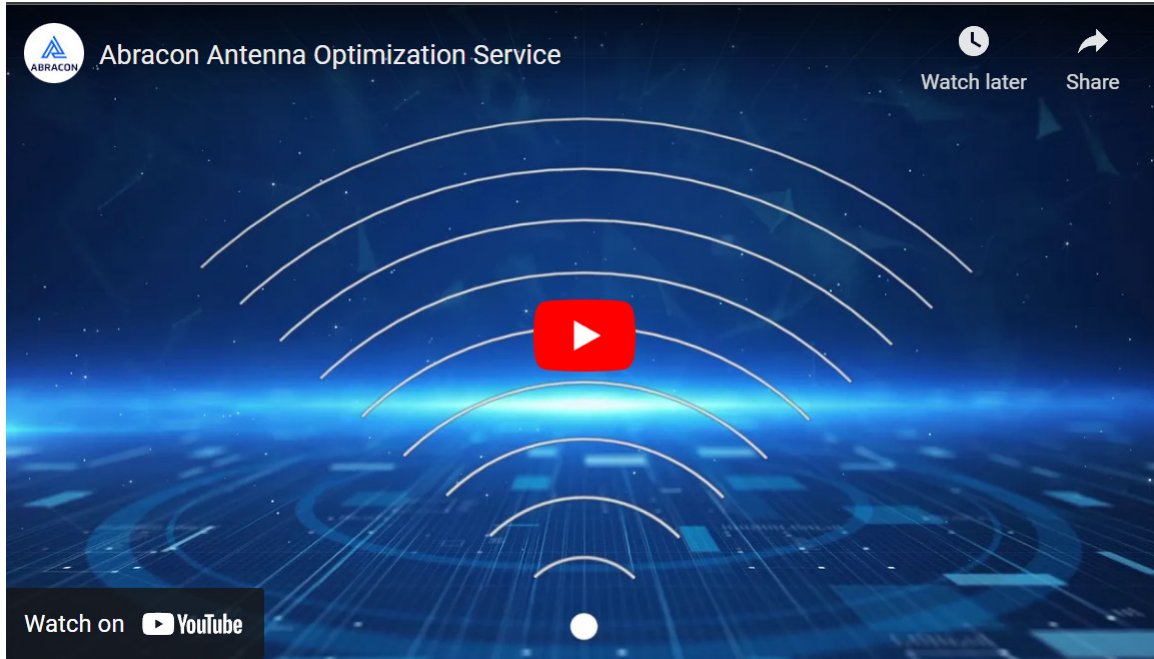 Abracon Antenna Optimization Service
ABRACON
Watch later
Share
Watch on YouTube